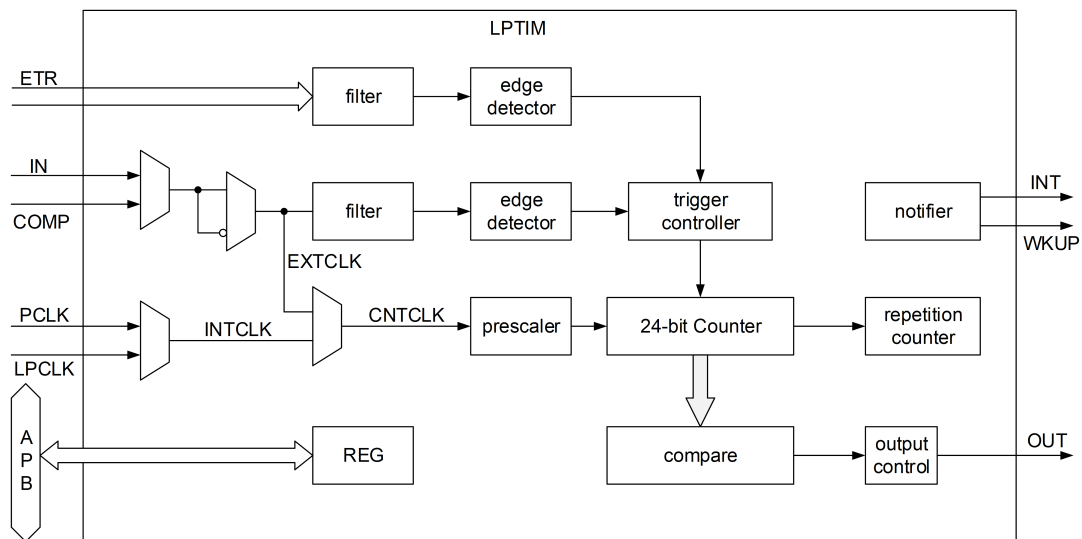 LPTIM
ETR
filter
edge
detector
IN
COMP
filter
edge
detector
trigger
controller
notifier
INT
WKUP
EXTCLK
PCLK
LPCLK
INTCLK
CNTCLK
prescaler
24-bit Counter
repetition
counter
A
P
B
REG
compare
output
control
OUT